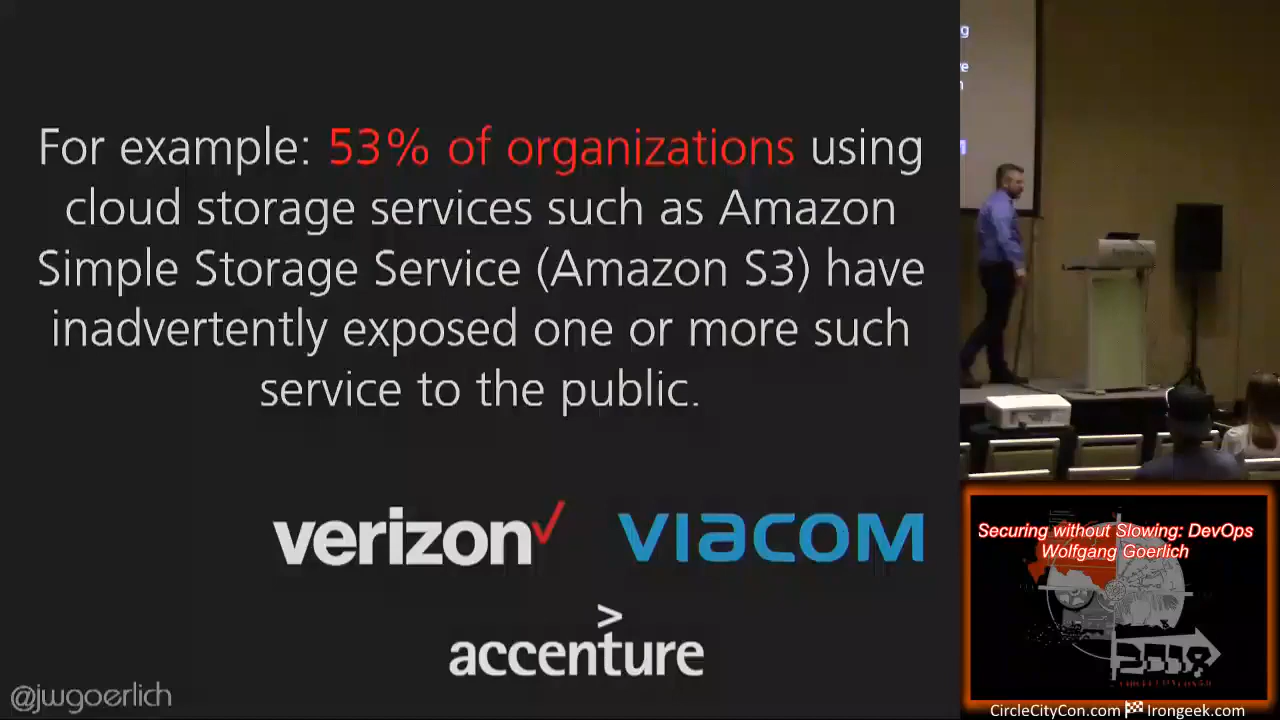 For example: 53% of organizations using
cloud storage services such as Amazon
Simple Storage Service (Amazon S3) have
inadvertently exposed one or more such
service to the public.
verizon
VIACOM
>
accenture
@jwgoerlich
Securing without Slowing: DevOps
Wolfgang Goerlich
2018
CircleCityCon.com Irongeek.com